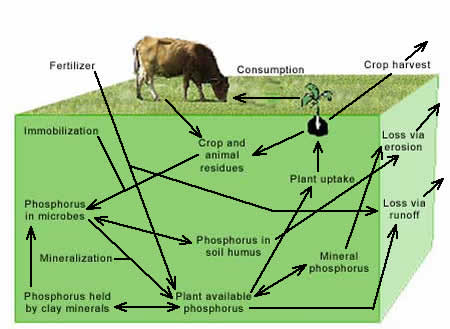 Fertilizer
Consumption
Crop harvest
Immobilization
Crop and
animal
residues
Loss via
erosion
Plant uptake
Phosphorus
in microbes
Loss via
runoff
Phosphorus in
soil humus
Mineral
phosphorus
Mineralization
Phosphorus held
by clay minerals
Plant available
phosphorus